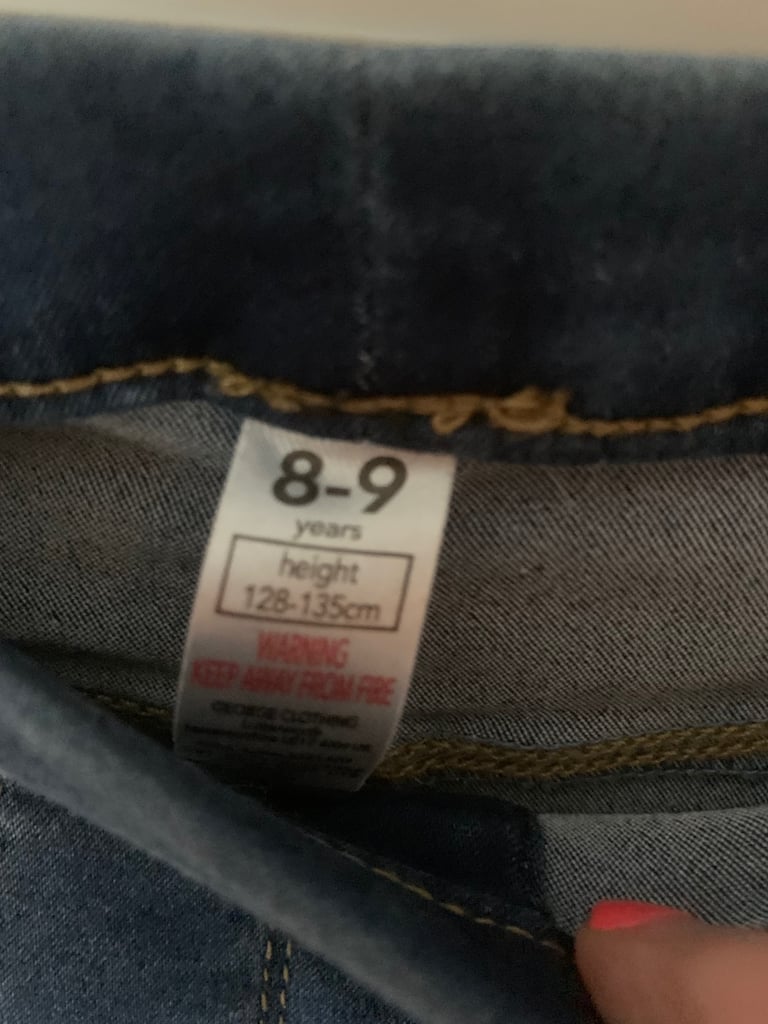 8-9
years
height
128-135cm
WARNING
KEEP AWAY FROM FIRE
GEORGE CLOTHING